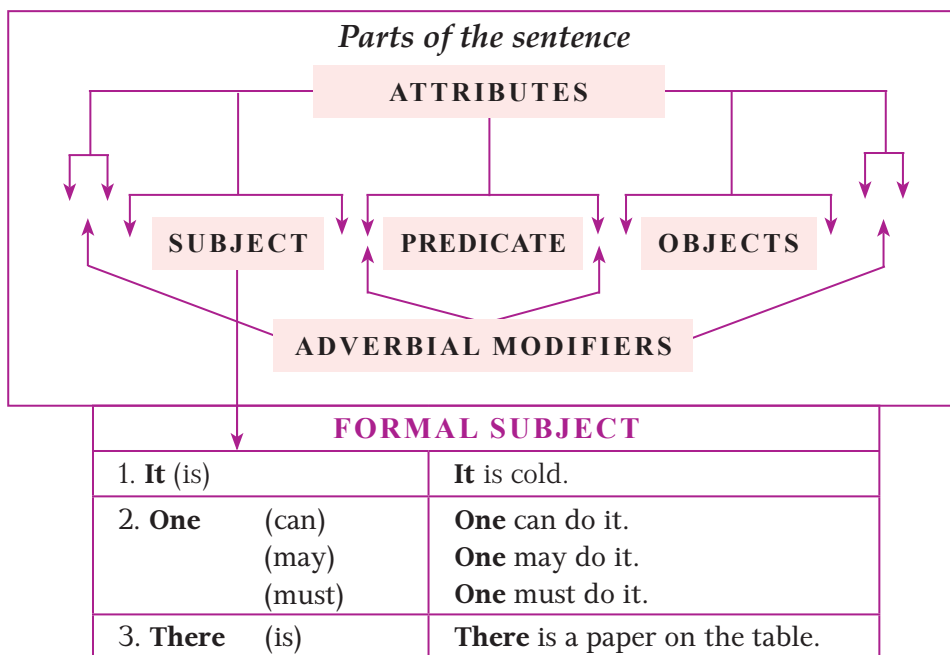 Parts of the sentence
ATTRIBUTES
SUBJECT PREDICATE OBJECTS
ADVERBIAL MODIFIERS
FORMAL SUBJECT
1. It (is) It is cold.
2. One (can) One can do it.
(may) One may do it.
(must) One must do it.
3. There (is) There is a paper on the table.